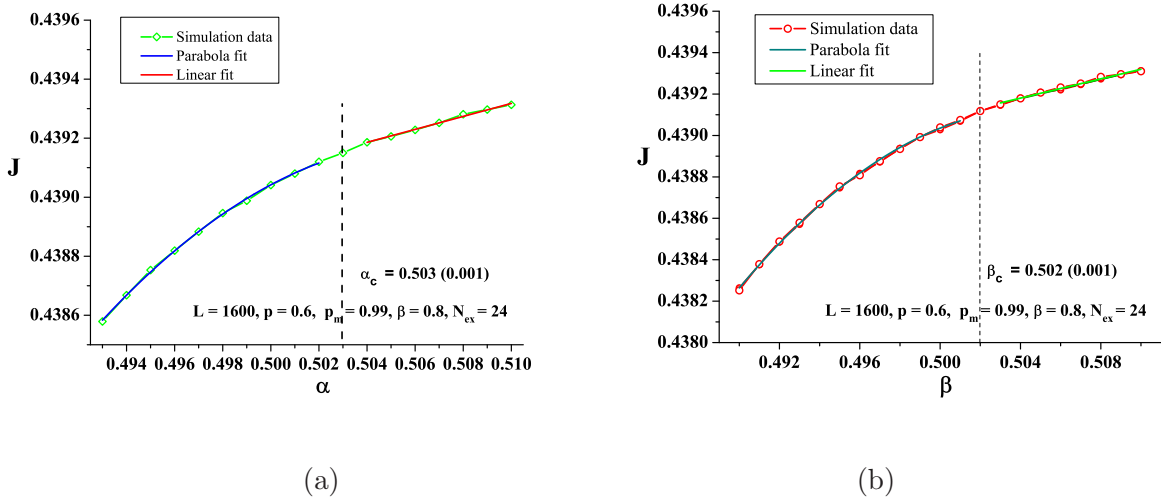 0.4396
Simulation data
Parabola fit
Linear fit
0.4394
0.4392
J
0.4390
0.4388
0.4386
α_c = 0.503 (0.001)
L = 1600, p = 0.6, p_m = 0.99, β = 0.8, N_ex = 24
0.494 0.496 0.498 0.500 0.502 0.504 0.506 0.508 0.510
α
(a)
0.4396
Simulation data
Parabola fit
Linear fit
0.4394
0.4392
J
0.4390
0.4388
0.4386
0.4384
0.4382
0.4380
β_c = 0.502 (0.001)
L = 1600, p = 0.6, p_m = 0.99, β = 0.8, N_ex = 24
0.492 0.496 0.500 0.504 0.508
β
(b)